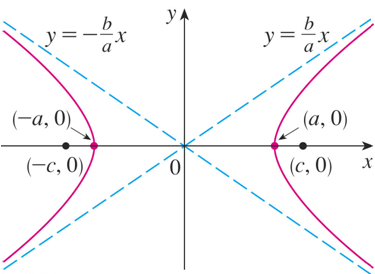 y
y = -b/a x
y = b/a x
(-a, 0)
(a, 0)
(-c, 0)
0
(c, 0)
x